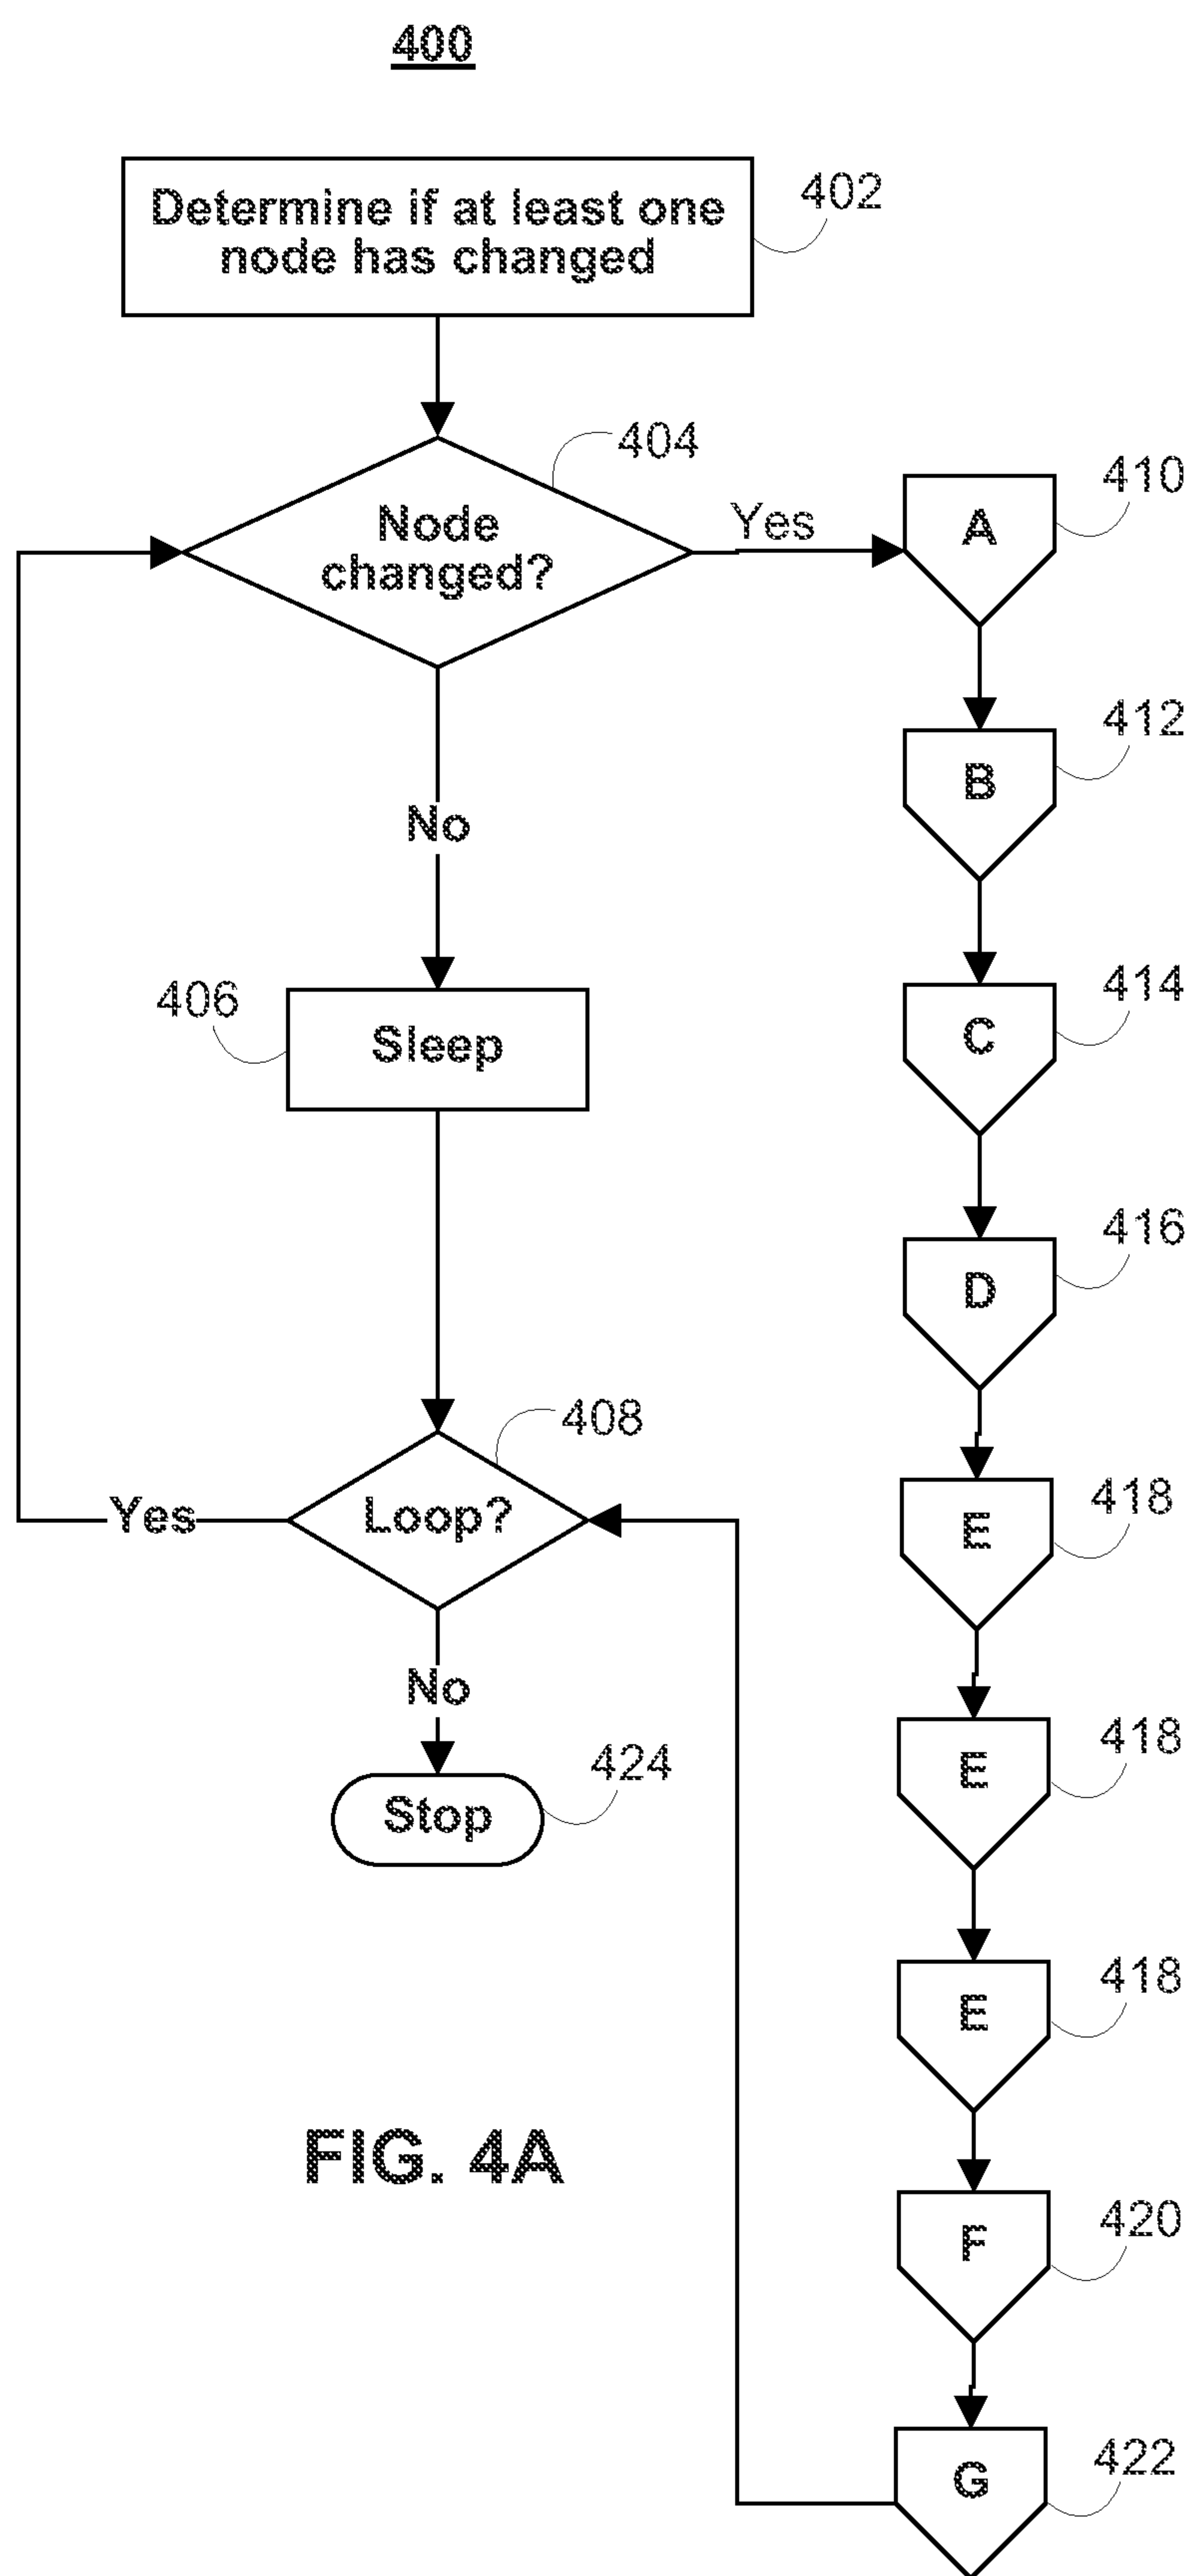 400
Determine if at least one
node has changed
402
404
Node
changed?
Yes
No
406
Sleep
408
Loop?
Yes
No
424
Stop
410
A
412
B
414
C
416
D
418
E
418
E
418
E
420
F
422
G
FIG. 4A